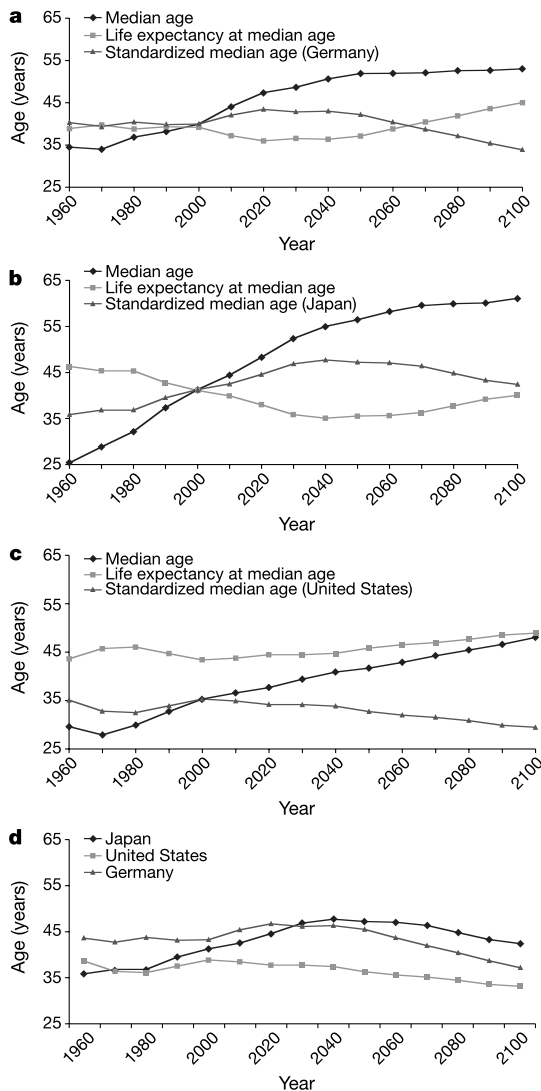 a
65
Median age
Life expectancy at median age
Standardized median age (Germany)
55
45
35
25
Age (years)
1960
1980
2000
2020
2040
2060
2080
2100
Year
b
65
Median age
Life expectancy at median age
Standardized median age (Japan)
55
45
35
25
Age (years)
1960
1980
2000
2020
2040
2060
2080
2100
Year
c
65
Median age
Life expectancy at median age
Standardized median age (United States)
55
45
35
25
Age (years)
1960
1980
2000
2020
2040
2060
2080
2100
Year
d
65
Japan
United States
Germany
55
45
35
25
Age (years)
1960
1980
2000
2020
2040
2060
2080
2100
Year